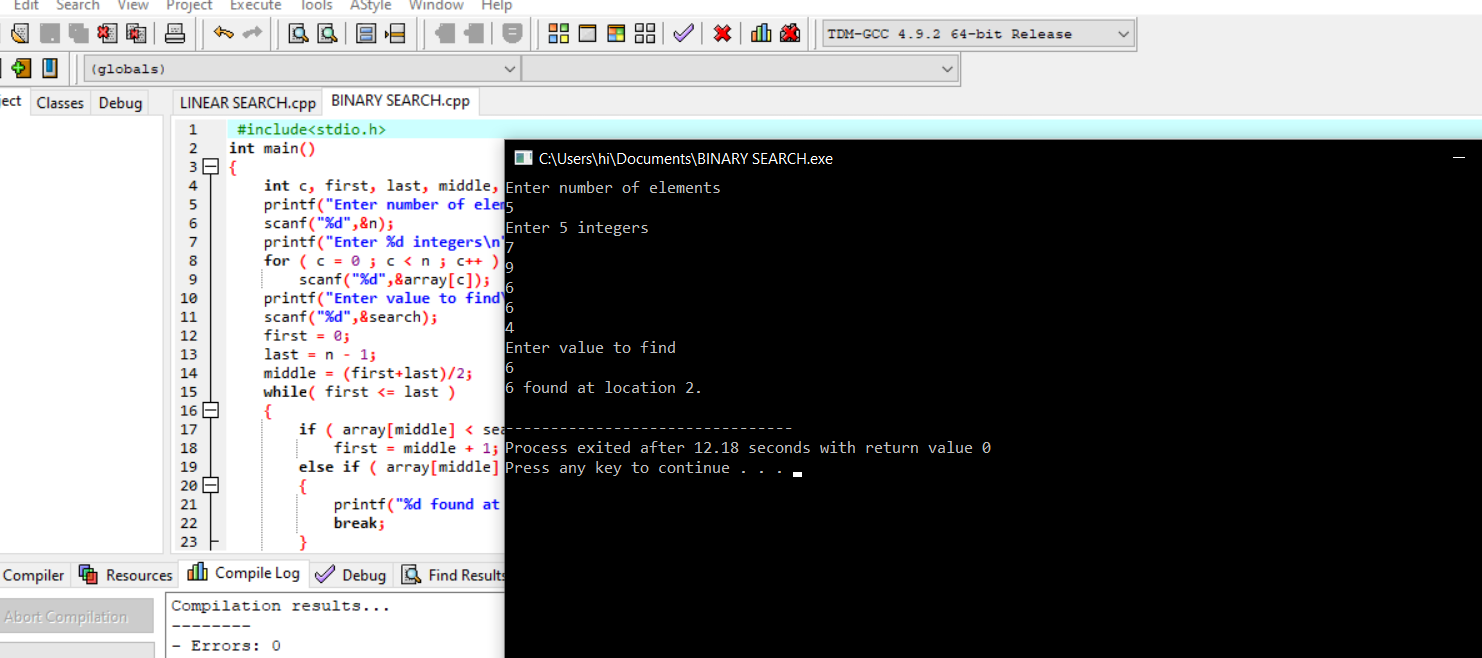 Edit Search View Project Execute Tools AStyle Window Help
TDM-GCC 4.9.2 64-bit Release
(globals)
ject Classes Debug LINEAR SEARCH.cpp BINARY SEARCH.cpp
1 #include<stdio.h>
2 int main()
3 {
4 int c, first, last, middle,
5 printf("Enter number of elem
6 scanf("%d",&n);
7 printf("Enter %d integers\n"
8 for ( c = 0 ; c < n ; c++ )
9 scanf("%d",&array[c]);
10 printf("Enter value to find\
11 scanf("%d",&search);
12 first = 0;
13 last = n - 1;
14 middle = (first+last)/2;
15 while( first <= last )
16 {
17 if ( array[middle] < sea
18 first = middle + 1;
19 else if ( array[middle]
20 {
21 printf("%d found at
22 break;
23 }
C:\Users\hi\Documents\BINARY SEARCH.exe
Enter number of elements
5
Enter 5 integers
7
9
6
6
4
Enter value to find
6
6 found at location 2.
--------------------------------
Process exited after 12.18 seconds with return value 0
Press any key to continue . . .
Compiler Resources Compile Log Debug Find Results
Abort Compilation
Compilation results...
--------
- Errors: 0